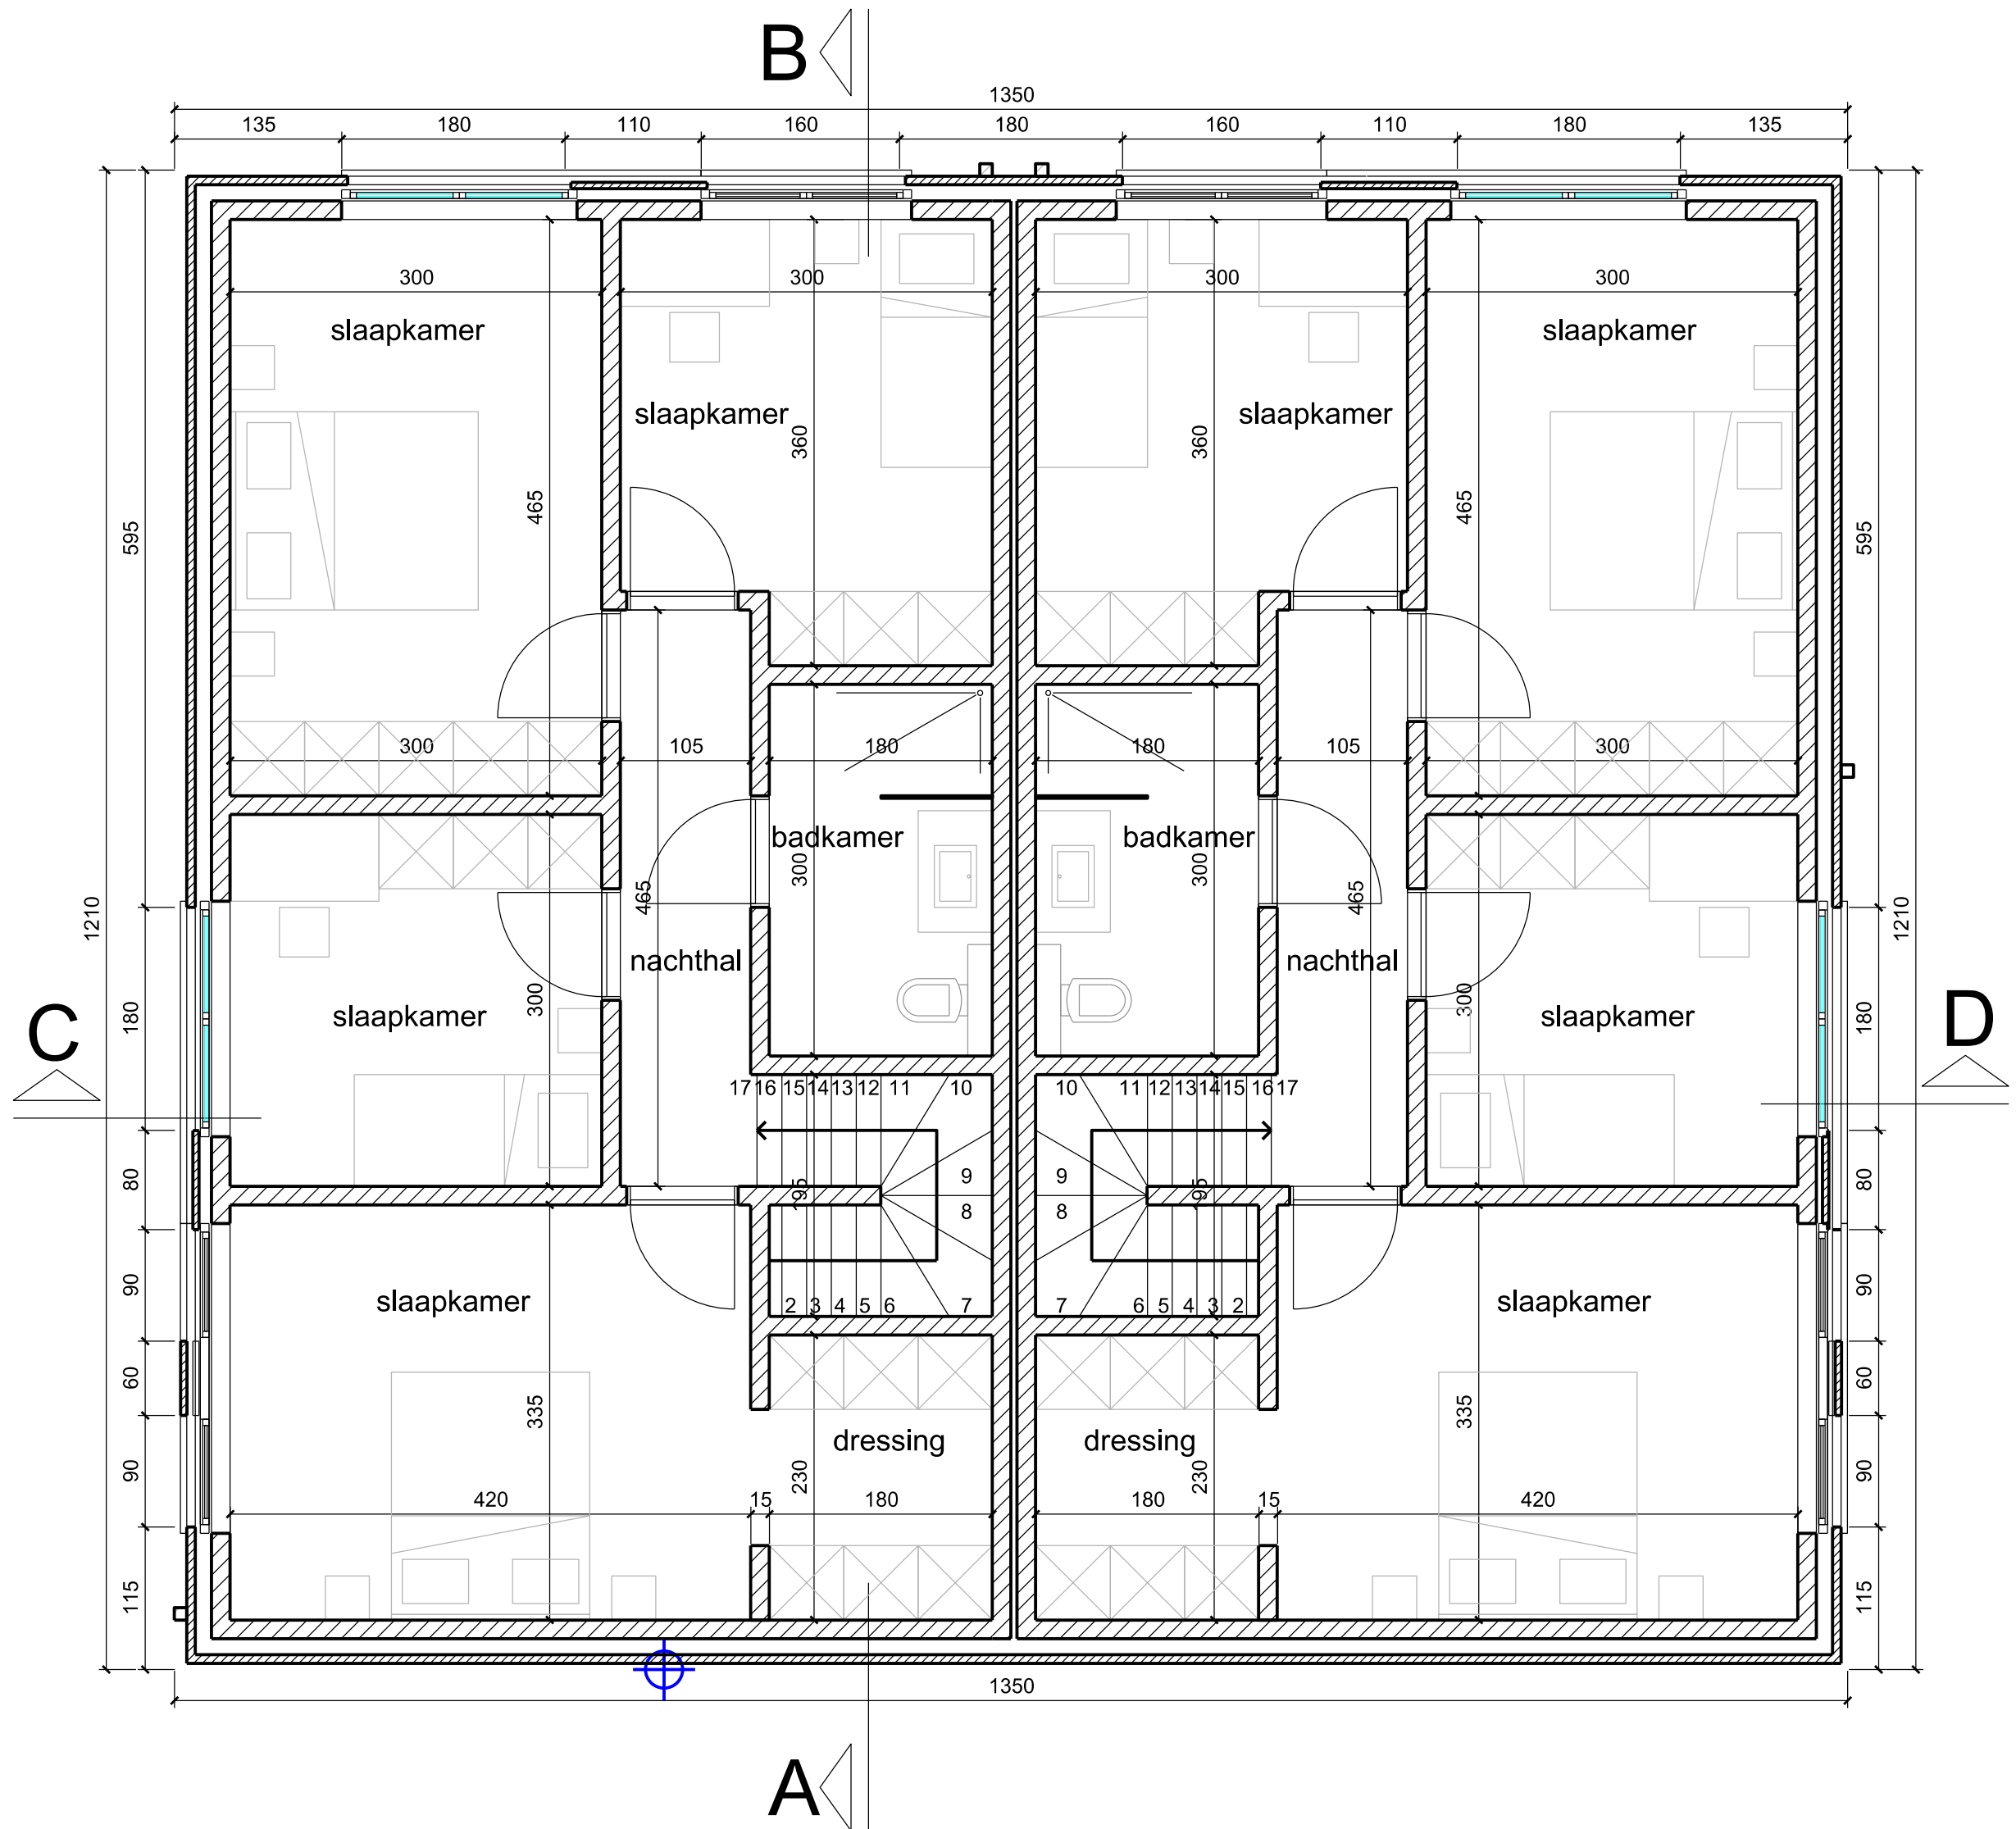 B
1350
135 180 110 160 180 160 110 180 135
300 300 300 300
slaapkamer slaapkamer
slaapkamer slaapkamer
360 360
465 465
595 595
300 105 180 180 105 300
badkamer badkamer
300 300
465 465
1210 1210
nachthal nachthal
300 300
slaapkamer slaapkamer
180 180
C D
17 16 15 14 13 12 11 10 10 11 12 13 14 15 16 17
9 9
195 195
80 80
8 8
90 90
slaapkamer slaapkamer
2 3 4 5 6 7 7 6 5 4 3 2
60 60
335 335
dressing dressing
230 230
90 90
420 15 180 180 15 420
115 115
1350
A